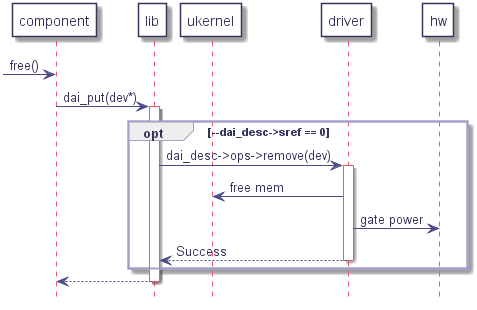 component lib ukernel driver hw
free()
dai_put(dev*)
opt [--dai_desc->sref == 0]
dai_desc->ops->remove(dev)
free mem
gate power
Success